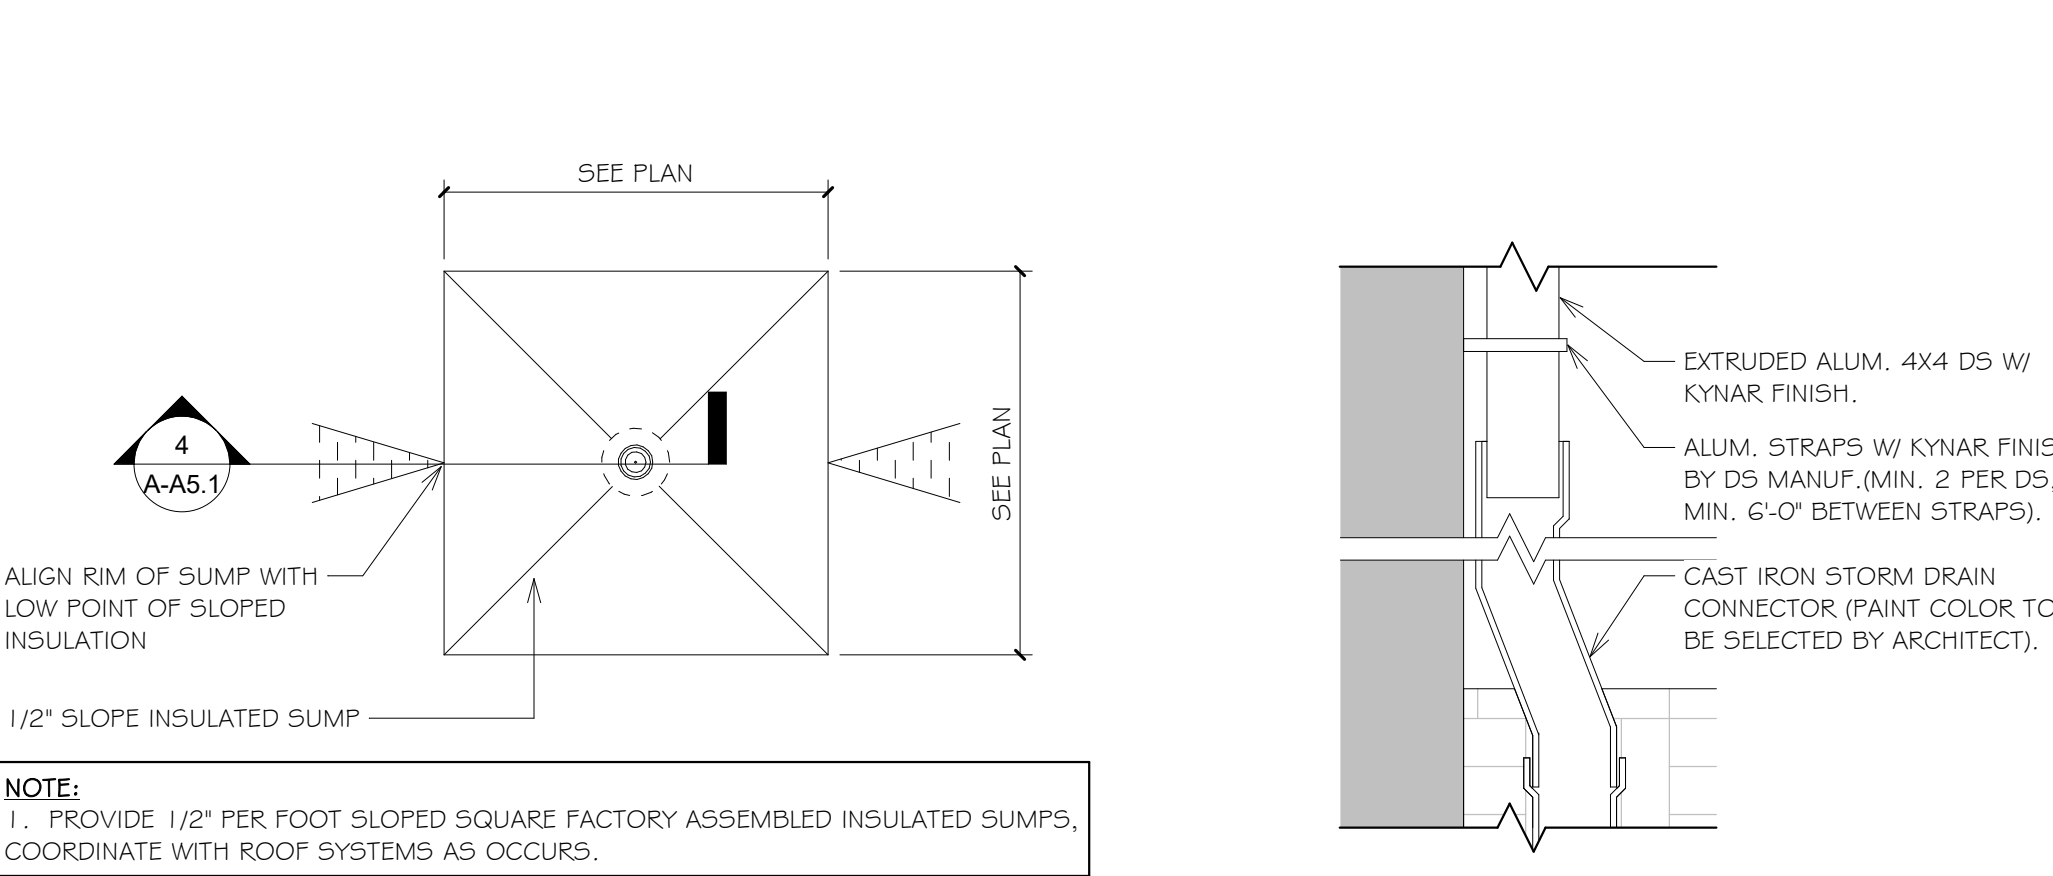 SEE PLAN
SEE PLAN
4
A-A5.1
ALIGN RIM OF SUMP WITH
LOW POINT OF SLOPED
INSULATION
1/2" SLOPE INSULATED SUMP
NOTE:
1. PROVIDE 1/2" PER FOOT SLOPED SQUARE FACTORY ASSEMBLED INSULATED SUMPS,
COORDINATE WITH ROOF SYSTEMS AS OCCURS.
EXTRUDED ALUM. 4X4 DS W/
KYNAR FINISH.
ALUM. STRAPS W/ KYNAR FINIS
BY DS MANUF.(MIN. 2 PER DS,
MIN. 6'-0" BETWEEN STRAPS).
CAST IRON STORM DRAIN
CONNECTOR (PAINT COLOR TO
BE SELECTED BY ARCHITECT).